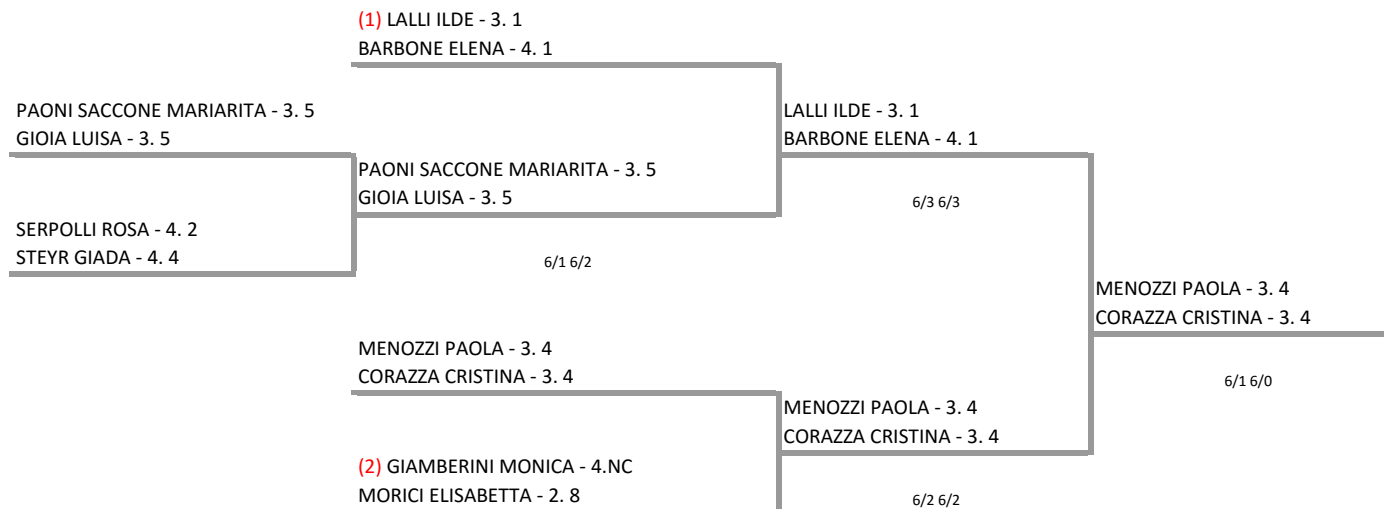 (1) LALLI ILDE - 3. 1
BARBONE ELENA - 4. 1
PAONI SACCONE MARIARITA - 3. 5
GIOIA LUISA - 3. 5
LALLI ILDE - 3. 1
BARBONE ELENA - 4. 1
PAONI SACCONE MARIARITA - 3. 5
GIOIA LUISA - 3. 5
6/3 6/3
SERPOLLI ROSA - 4. 2
STEYR GIADA - 4. 4
6/1 6/2
MENOZZI PAOLA - 3. 4
CORAZZA CRISTINA - 3. 4
MENOZZI PAOLA - 3. 4
CORAZZA CRISTINA - 3. 4
6/1 6/0
MENOZZI PAOLA - 3. 4
CORAZZA CRISTINA - 3. 4
(2) GIAMBERINI MONICA - 4.NC
MORICI ELISABETTA - 2. 8
6/2 6/2